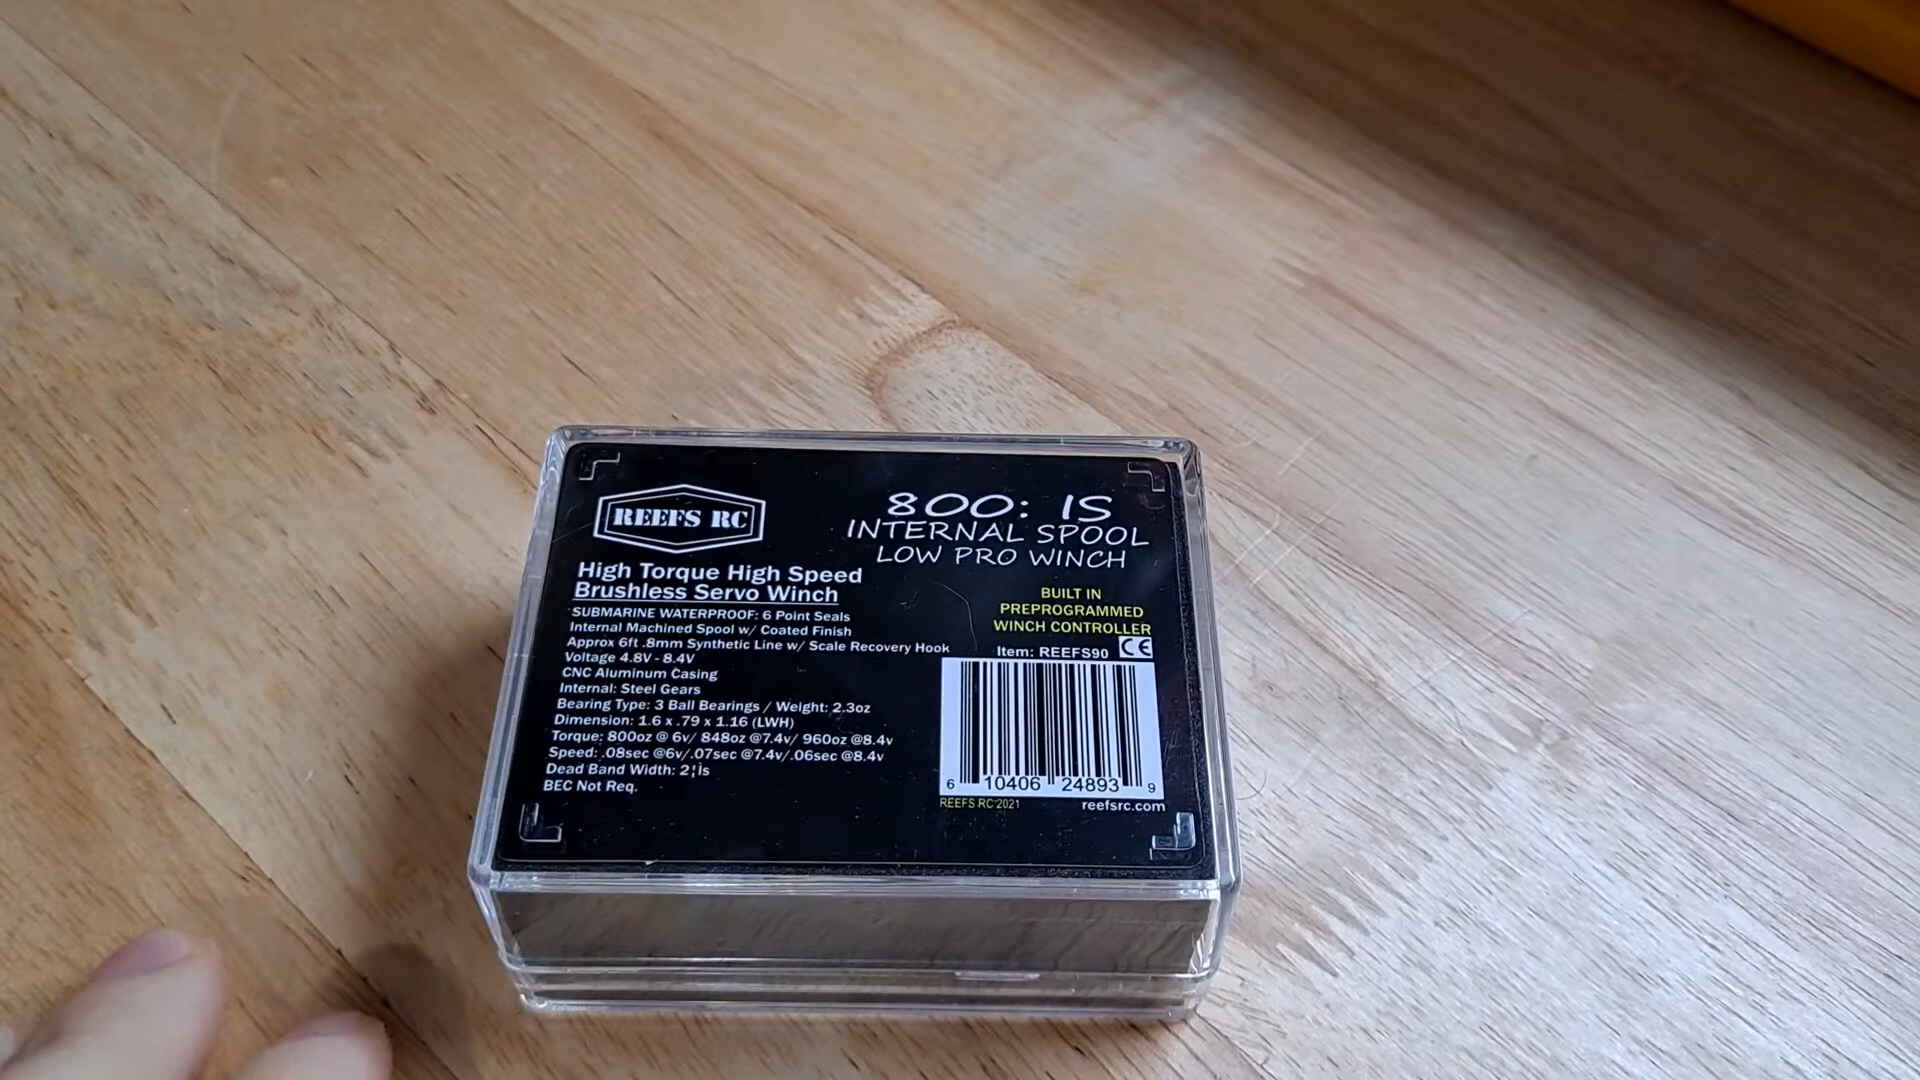 REEFS RC
800: IS
INTERNAL SPOOL
LOW PRO WINCH
High Torque High Speed
Brushless Servo Winch
SUBMARINE WATERPROOF: 6 Point Seals
Internal Machined Spool w/ Coated Finish
Approx 6ft .8mm Synthetic Line w/ Scale Recovery Hook
Voltage 4.8V - 8.4V
CNC Aluminum Casing
Internal: Steel Gears
Bearing Type: 3 Ball Bearings / Weight: 2.3oz
Dimension: 1.6 x .79 x 1.16 (LWH)
Torque: 800oz @ 6v/ 848oz @7.4v/ 960oz @8.4v
Speed: .08sec @6v/.07sec @7.4v/.06sec @8.4v
Dead Band Width: 2¦Ìs
BEC Not Req.
BUILT IN
PREPROGRAMMED
WINCH CONTROLLER
Item: REEFS90 CE
6 10406 24893 9
REEFS RC 2021 reefsrc.com